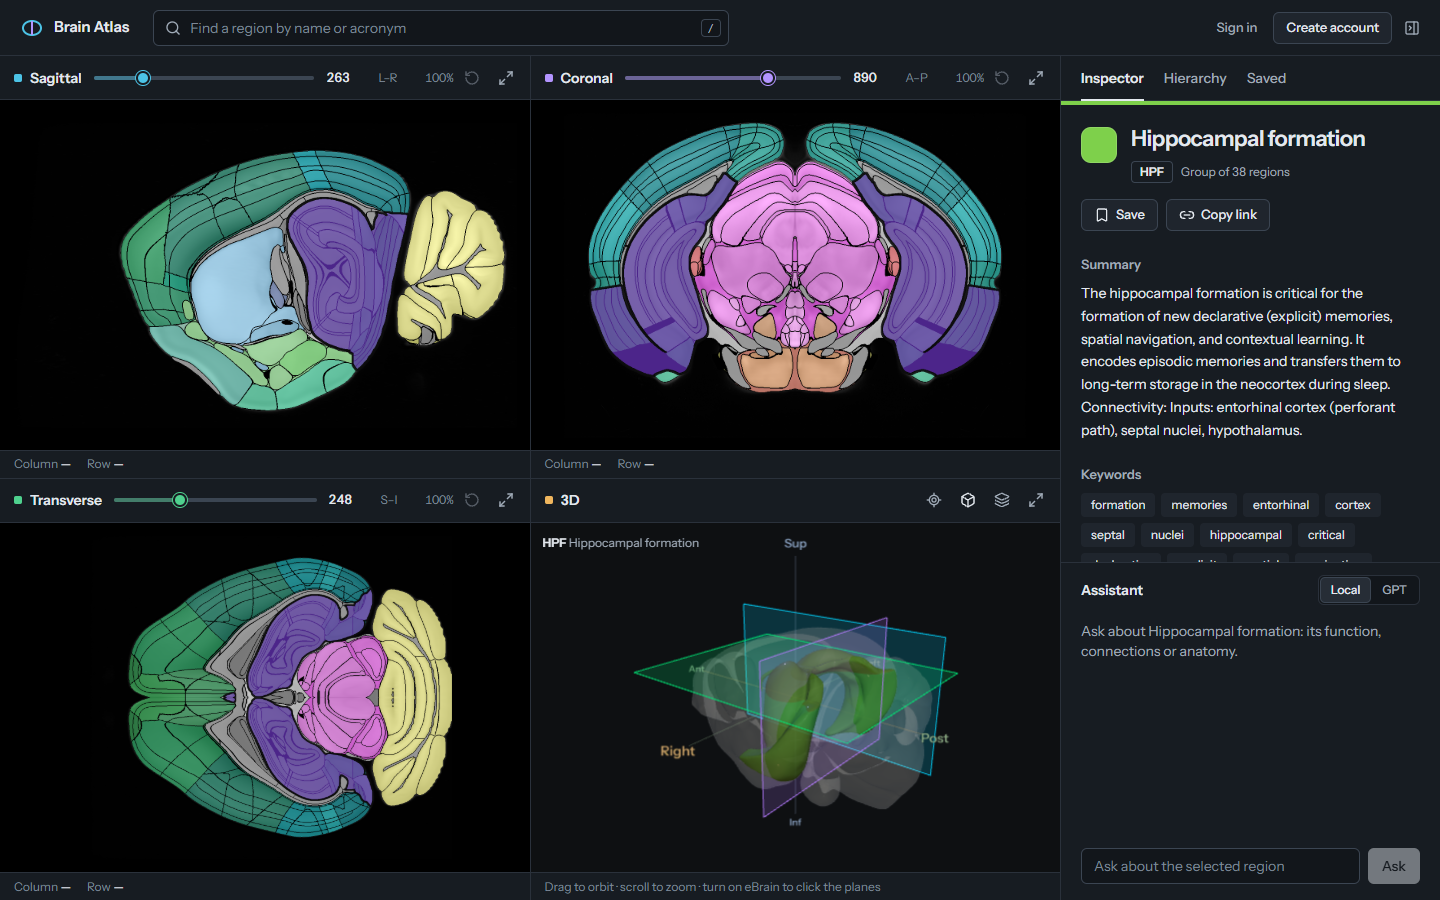 Brain Atlas
Find a region by name or acronym
/
Sign in
Create account
Sagittal
263
L–R
100%
Coronal
890
A–P
100%
Inspector
Hierarchy
Saved
Hippocampal formation
HPF
Group of 38 regions
Save
Copy link
Summary
The hippocampal formation is critical for the
formation of new declarative (explicit) memories,
spatial navigation, and contextual learning. It
encodes episodic memories and transfers them to
long-term storage in the neocortex during sleep.
Connectivity: Inputs: entorhinal cortex (perforant
path), septal nuclei, hypothalamus.
Keywords
formation
memories
entorhinal
cortex
septal
nuclei
hippocampal
critical
Column —
Row —
Column —
Row —
Transverse
248
S–I
100%
3D
HPF Hippocampal formation
Sup
Ant
Right
Post
Inf
Column —
Row —
Drag to orbit · scroll to zoom · turn on eBrain to click the planes
Assistant
Local
GPT
Ask about Hippocampal formation: its function,
connections or anatomy.
Ask about the selected region
Ask